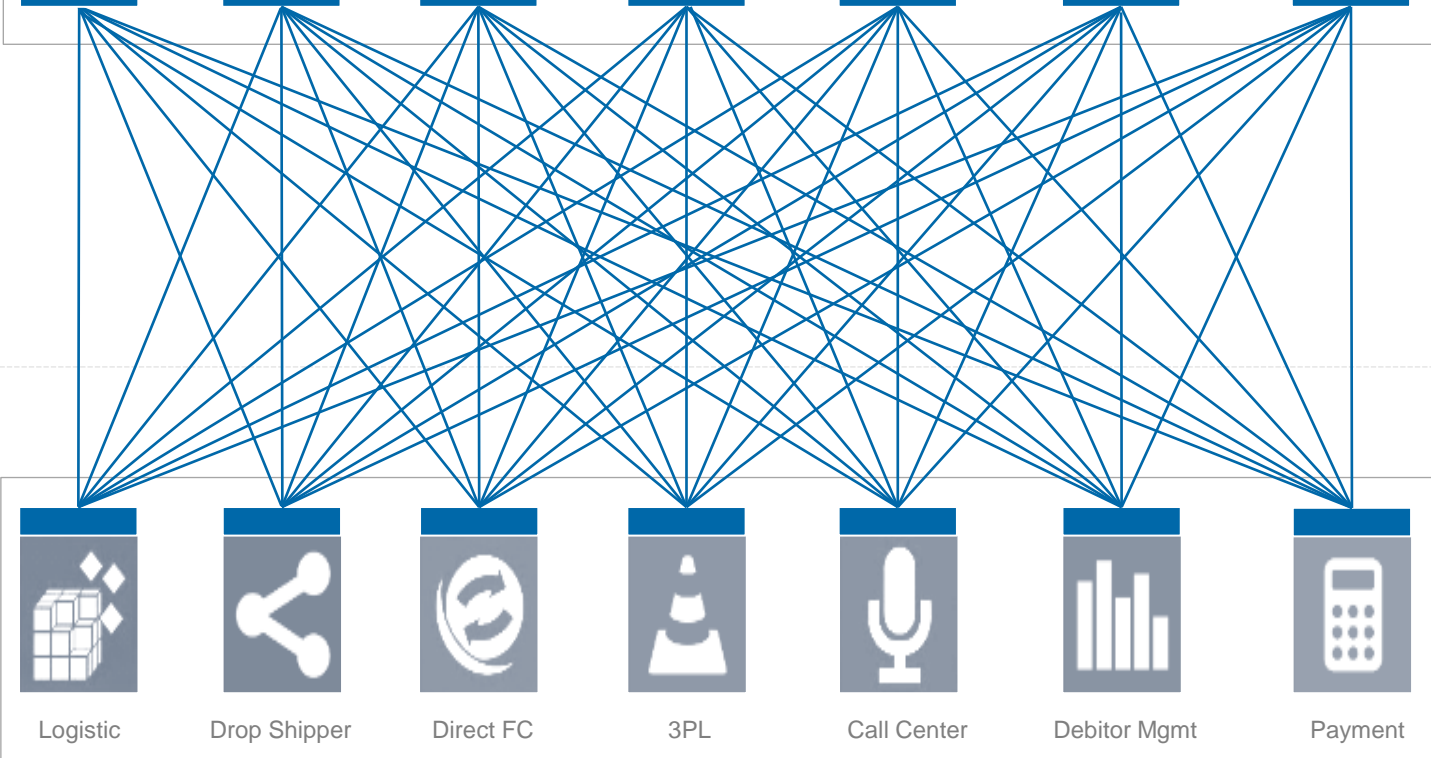 Logistic
Drop Shipper
Direct FC
3PL
Call Center
Debitor Mgmt
Payment